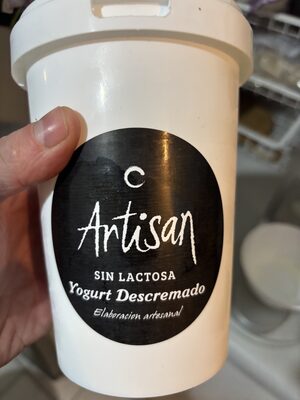 Artisan
SIN LACTOSA
Yogurt Descremado
Elaboracion artesanal